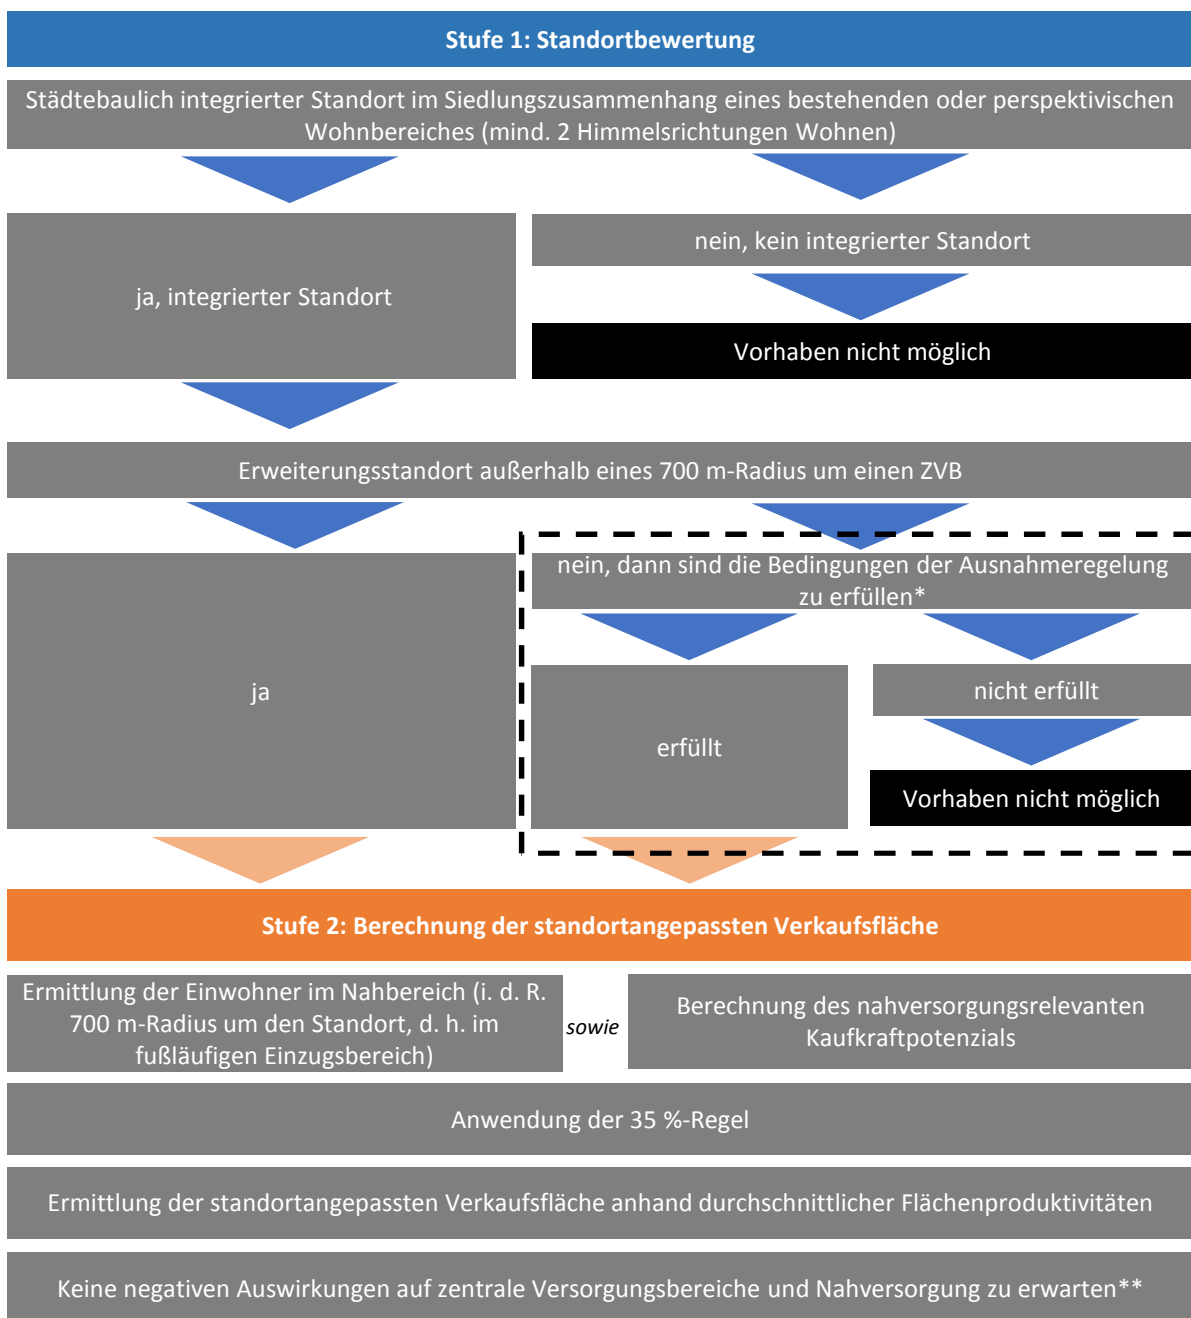 Stufe 1: Standortbewertung
Städtebaulich integrierter Standort im Siedlungszusammenhang eines bestehenden oder perspektivischen
Wohnbereiches (mind. 2 Himmelsrichtungen Wohnen)
ja, integrierter Standort
nein, kein integrierter Standort
Vorhaben nicht möglich
Erweiterungsstandort außerhalb eines 700 m-Radius um einen ZVB
ja
nein, dann sind die Bedingungen der Ausnahmeregelung
zu erfüllen*
erfüllt
nicht erfüllt
Vorhaben nicht möglich
Stufe 2: Berechnung der standortangepassten Verkaufsfläche
Ermittlung der Einwohner im Nahbereich (i. d. R.
700 m-Radius um den Standort, d. h. im
fußläufigen Einzugsbereich)
sowie
Berechnung des nahversorgungsrelevanten
Kaufkraftpotenzials
Anwendung der 35 %-Regel
Ermittlung der standortangepassten Verkaufsfläche anhand durchschnittlicher Flächenproduktivitäten
Keine negativen Auswirkungen auf zentrale Versorgungsbereiche und Nahversorgung zu erwarten**